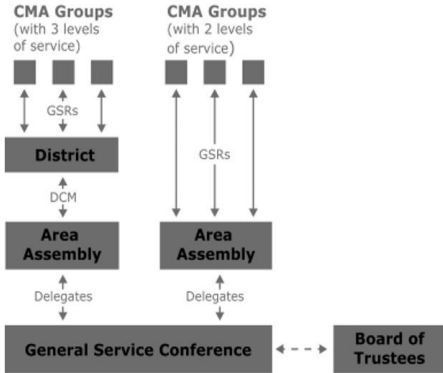 CMA Groups
(with 3 levels
of service)
CMA Groups
(with 2 levels
of service)
GSRs
GSRs
District
DCM
Area
Assembly
Area
Assembly
Delegates
Delegates
General Service Conference
Board of
Trustees